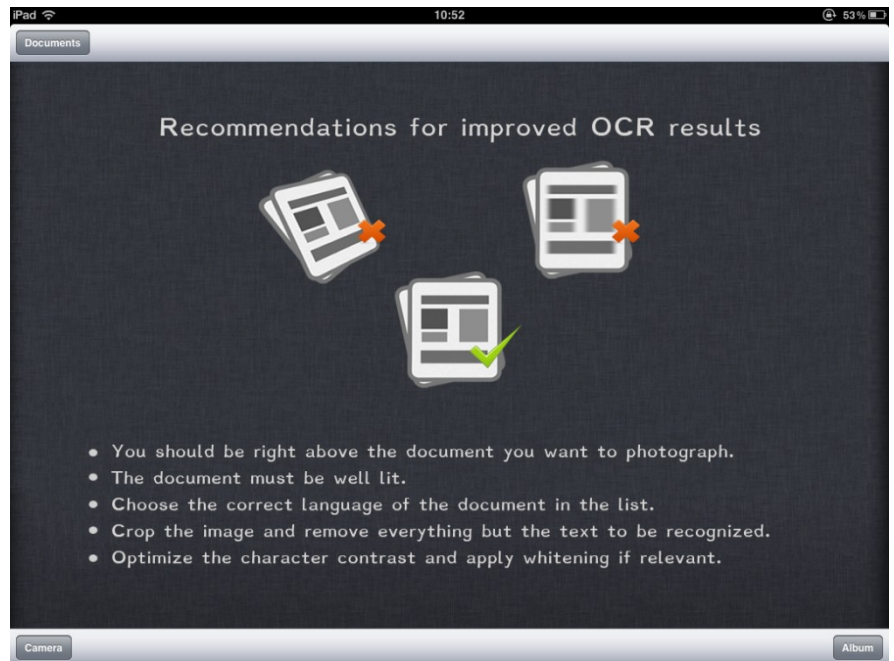 iPad 10:52 53%
Documents
Recommendations for improved OCR results
• You should be right above the document you want to photograph.
• The document must be well lit.
• Choose the correct language of the document in the list.
• Crop the image and remove everything but the text to be recognized.
• Optimize the character contrast and apply whitening if relevant.
Camera Album